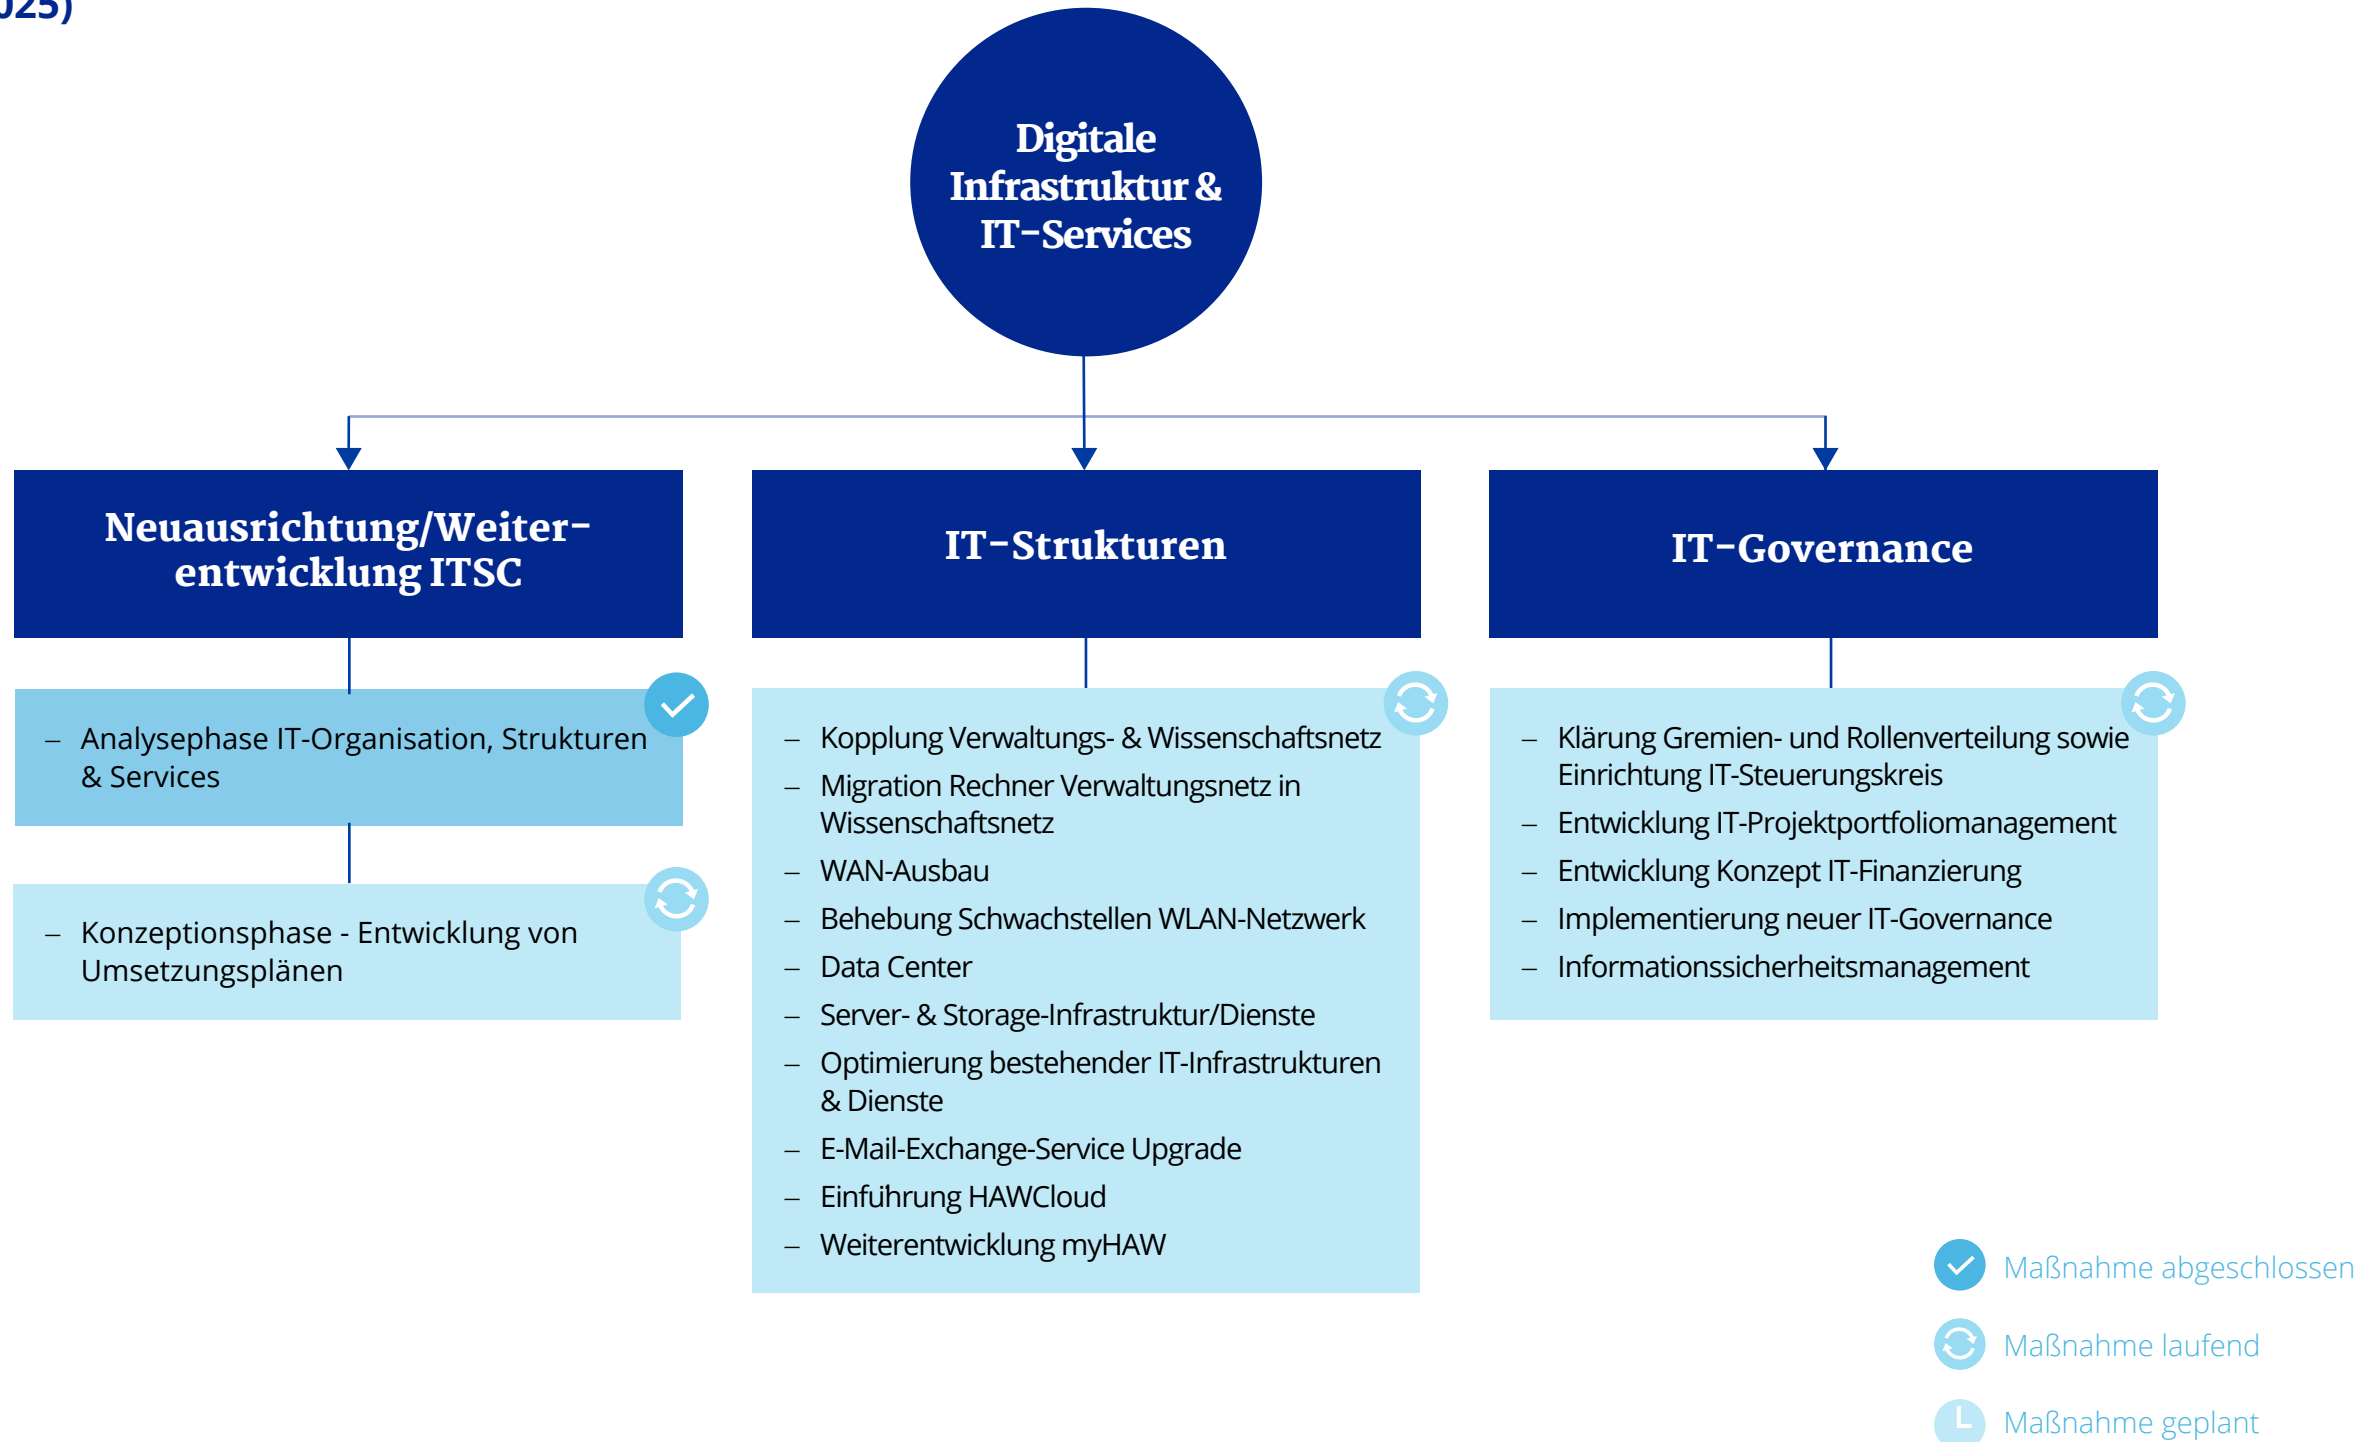 025)
Digitale
Infrastruktur &
IT-Services
Neuausrichtung/Weiter-
entwicklung ITSC
– Analysephase IT-Organisation, Strukturen
& Services
– Konzeptionsphase - Entwicklung von
Umsetzungsplänen
IT-Strukturen
– Kopplung Verwaltungs- & Wissenschaftsnetz
– Migration Rechner Verwaltungsnetz in
Wissenschaftsnetz
– WAN-Ausbau
– Behebung Schwachstellen WLAN-Netzwerk
– Data Center
– Server- & Storage-Infrastruktur/Dienste
– Optimierung bestehender IT-Infrastrukturen
& Dienste
– E-Mail-Exchange-Service Upgrade
– Einführung HAWCloud
– Weiterentwicklung myHAW
IT-Governance
– Klärung Gremien- und Rollenverteilung sowie
Einrichtung IT-Steuerungskreis
– Entwicklung IT-Projektportfoliomanagement
– Entwicklung Konzept IT-Finanzierung
– Implementierung neuer IT-Governance
– Informationssicherheitsmanagement
Maßnahme abgeschlossen
Maßnahme laufend
Maßnahme geplant